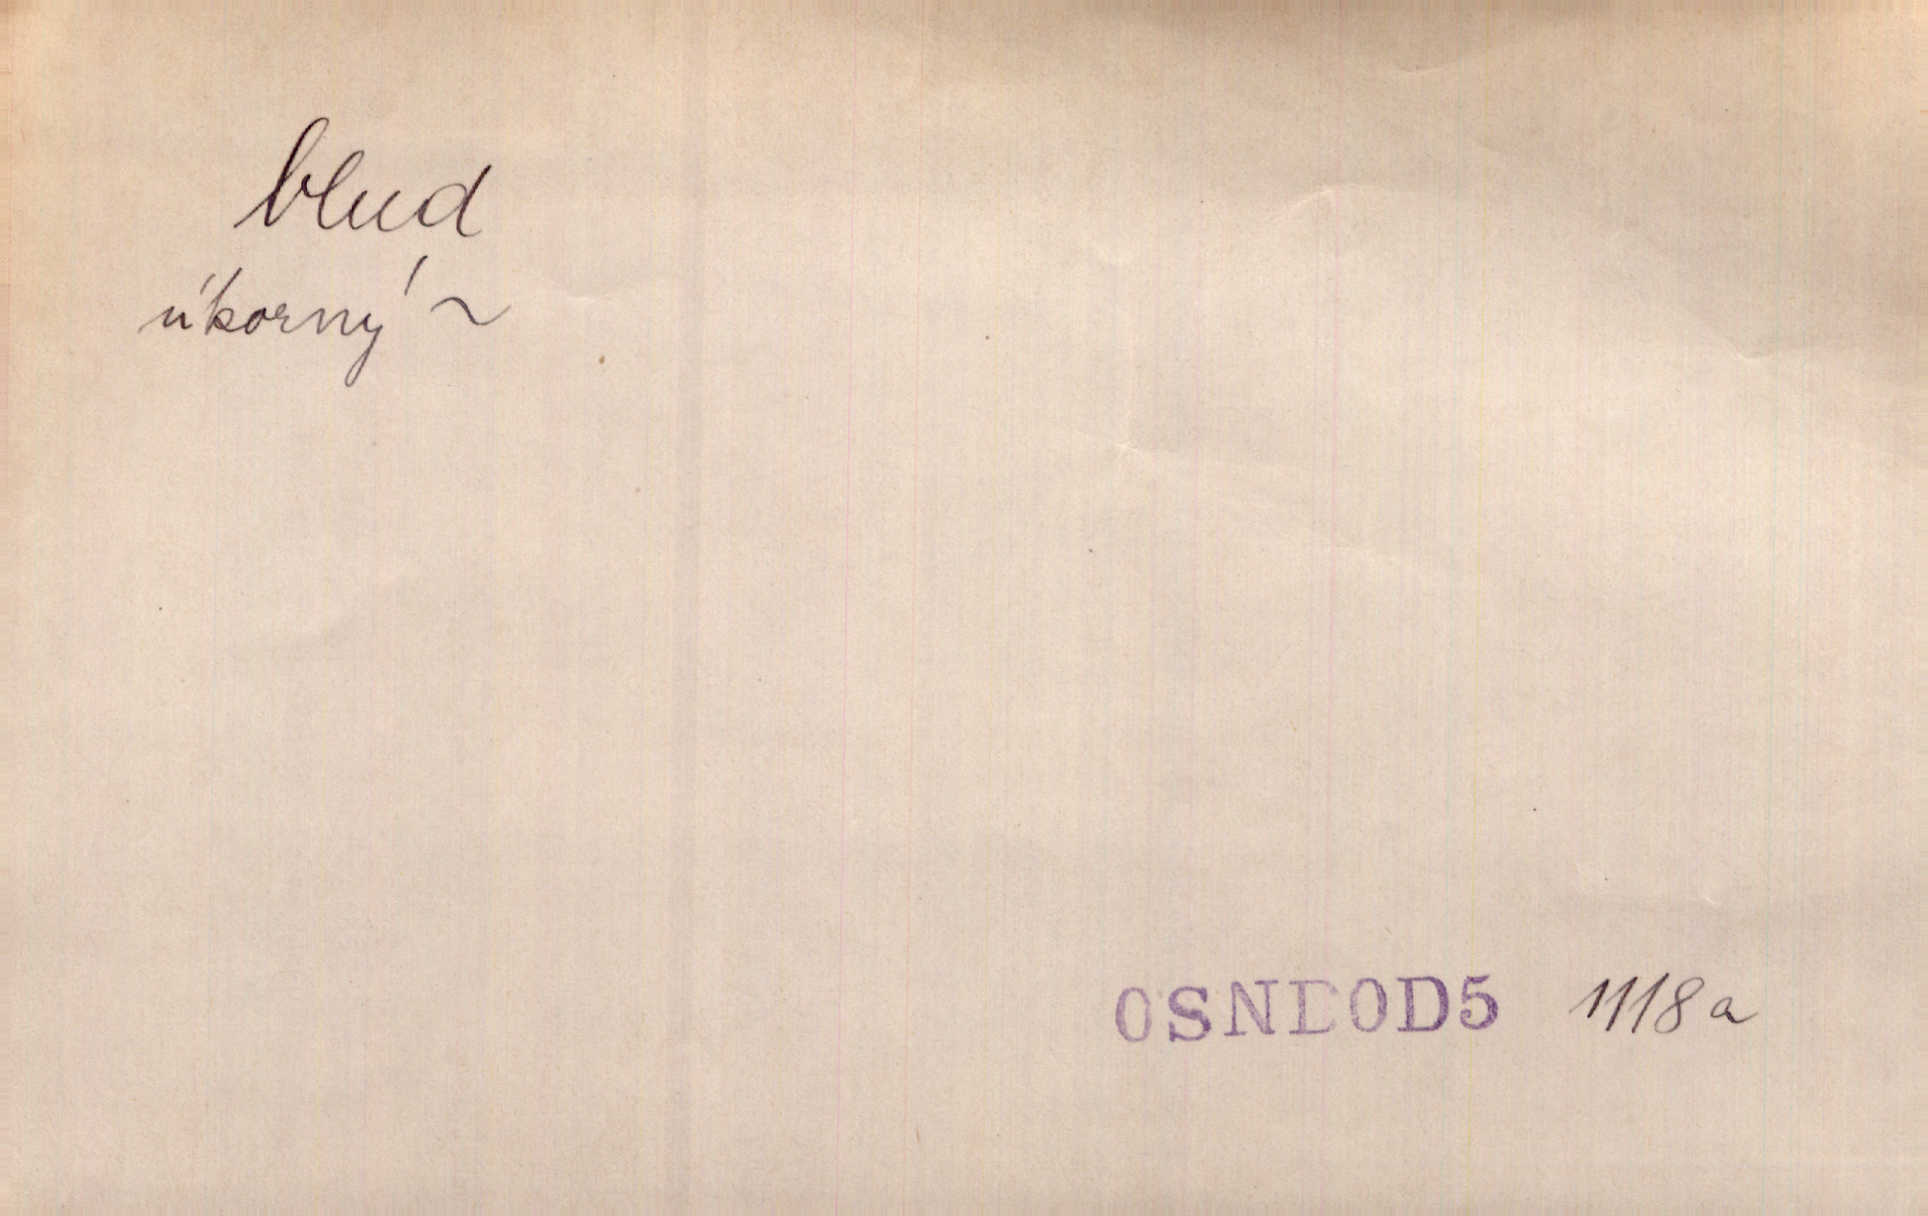 blud
úkorný ~
OSNDOD5 1118a